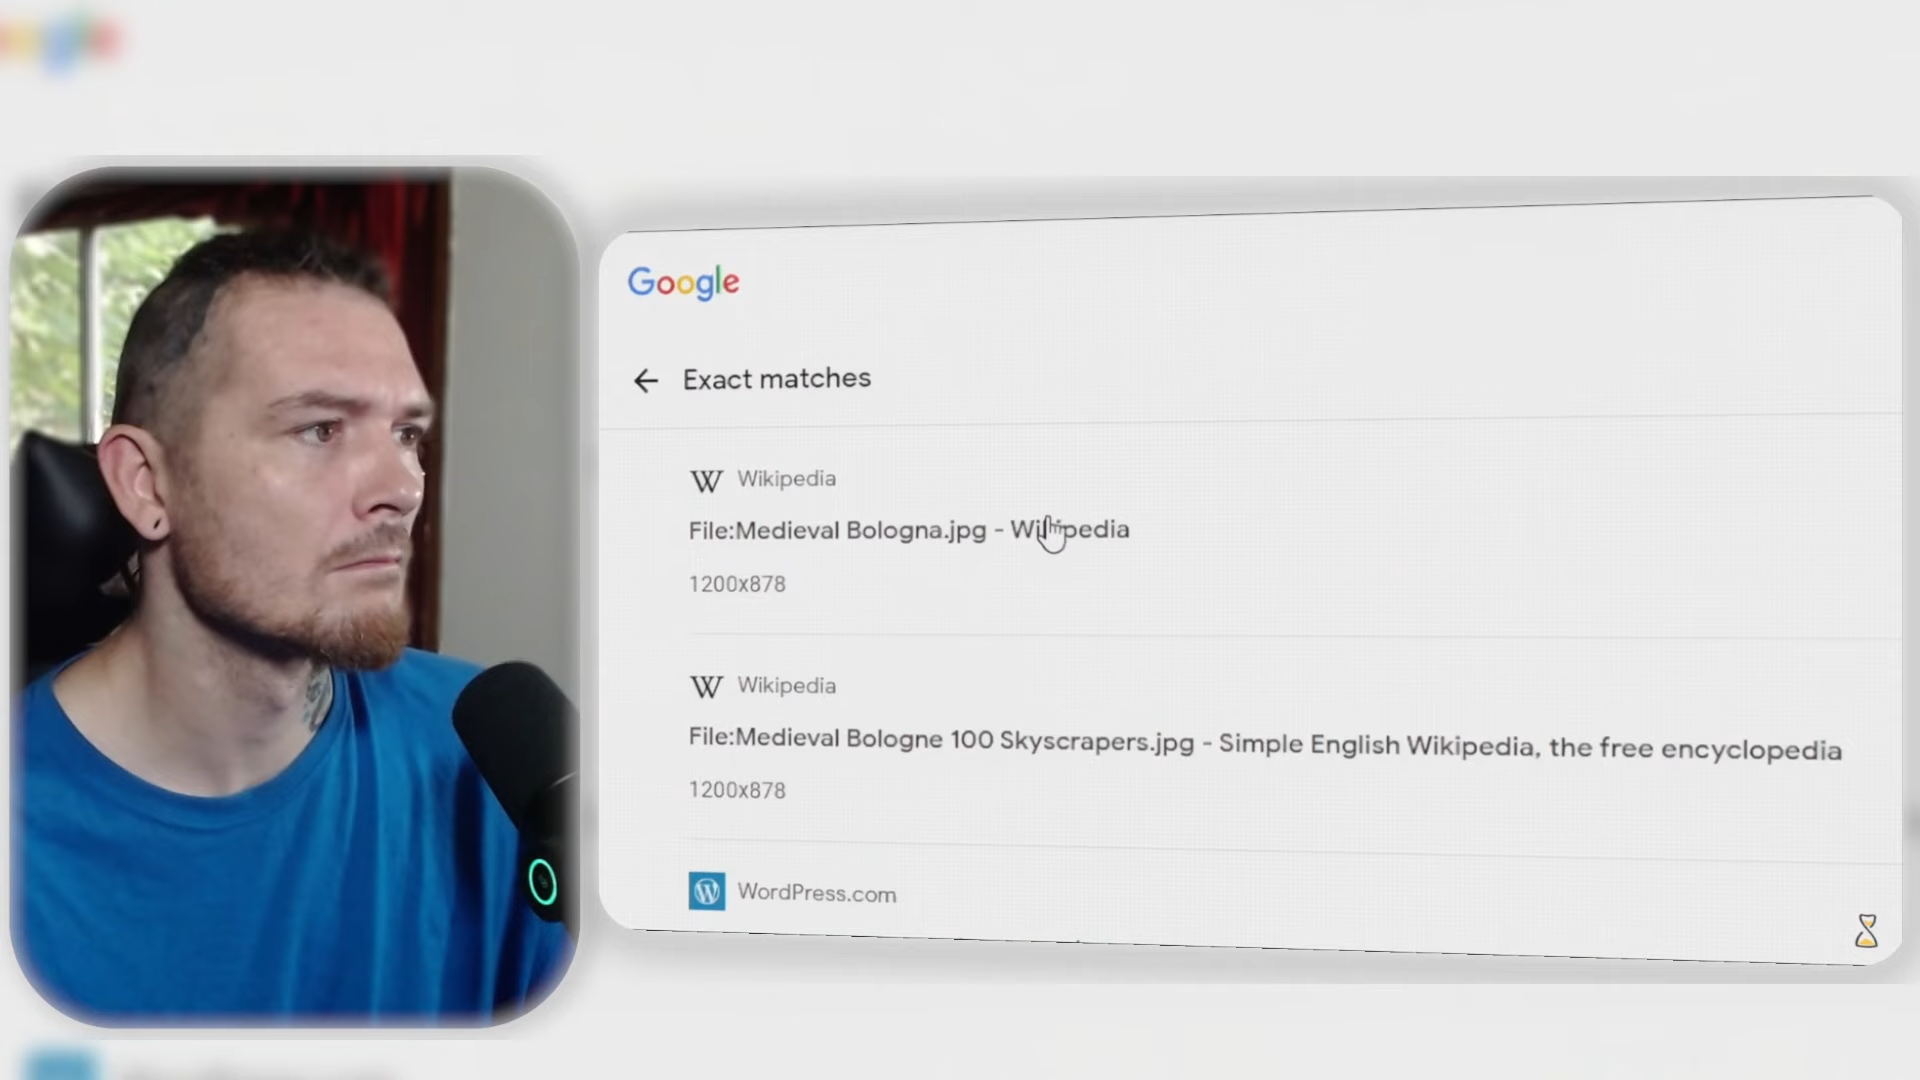 Google
Exact matches
Wikipedia
File:Medieval Bologna.jpg - Wikipedia
1200x878
Wikipedia
File:Medieval Bologne 100 Skyscrapers.jpg - Simple English Wikipedia, the free encyclopedia
1200x878
WordPress.com